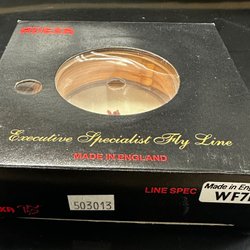 Executive Specialist Fly Line
MADE IN ENGLAND
LINE SPEC
Made in Eng
WF7
503013